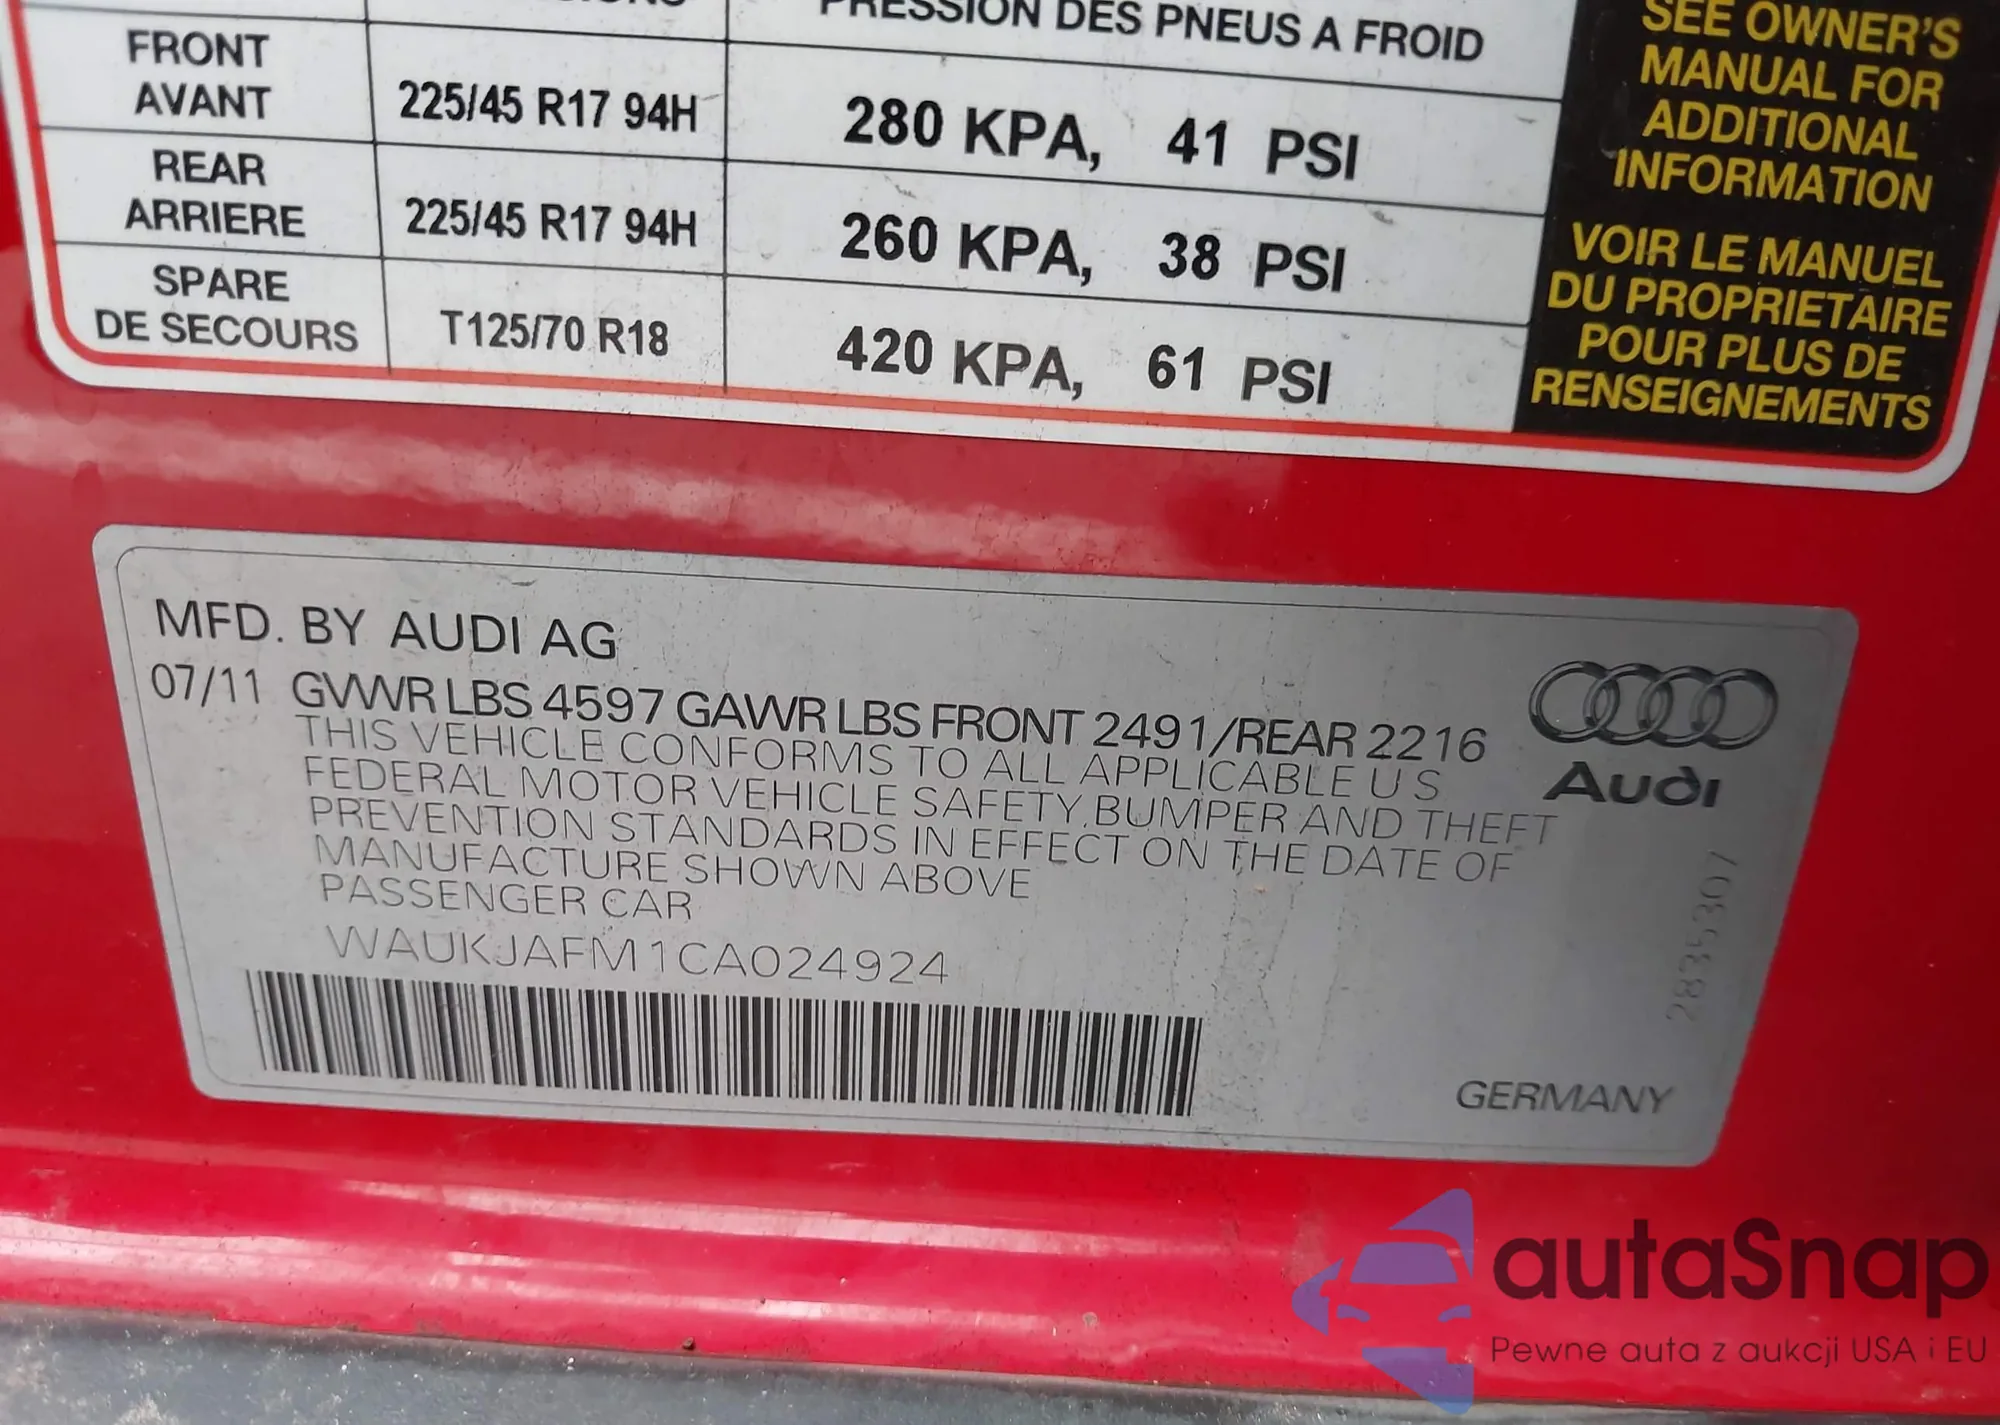 PRESSION DES PNEUS A FROID
FRONT
AVANT
225/45 R17 94H
280 KPA, 41 PSI
REAR
ARRIERE
225/45 R17 94H
260 KPA, 38 PSI
SPARE
DE SECOURS
T125/70 R18
420 KPA, 61 PSI
SEE OWNER'S
MANUAL FOR
ADDITIONAL
INFORMATION
VOIR LE MANUEL
DU PROPRIETAIRE
POUR PLUS DE
RENSEIGNEMENTS
MFD. BY AUDI AG
07/11 GVWR LBS 4597 GAWR LBS FRONT 2491/REAR 2216
THIS VEHICLE CONFORMS TO ALL APPLICABLE U S
FEDERAL MOTOR VEHICLE SAFETY,BUMPER AND THEFT
PREVENTION STANDARDS IN EFFECT ON THE DATE OF
MANUFACTURE SHOWN ABOVE
PASSENGER CAR
WAUKJAFM1CA024924
Audi
2835307
GERMANY
autaSnap
Pewne auta z aukcji USA i EU